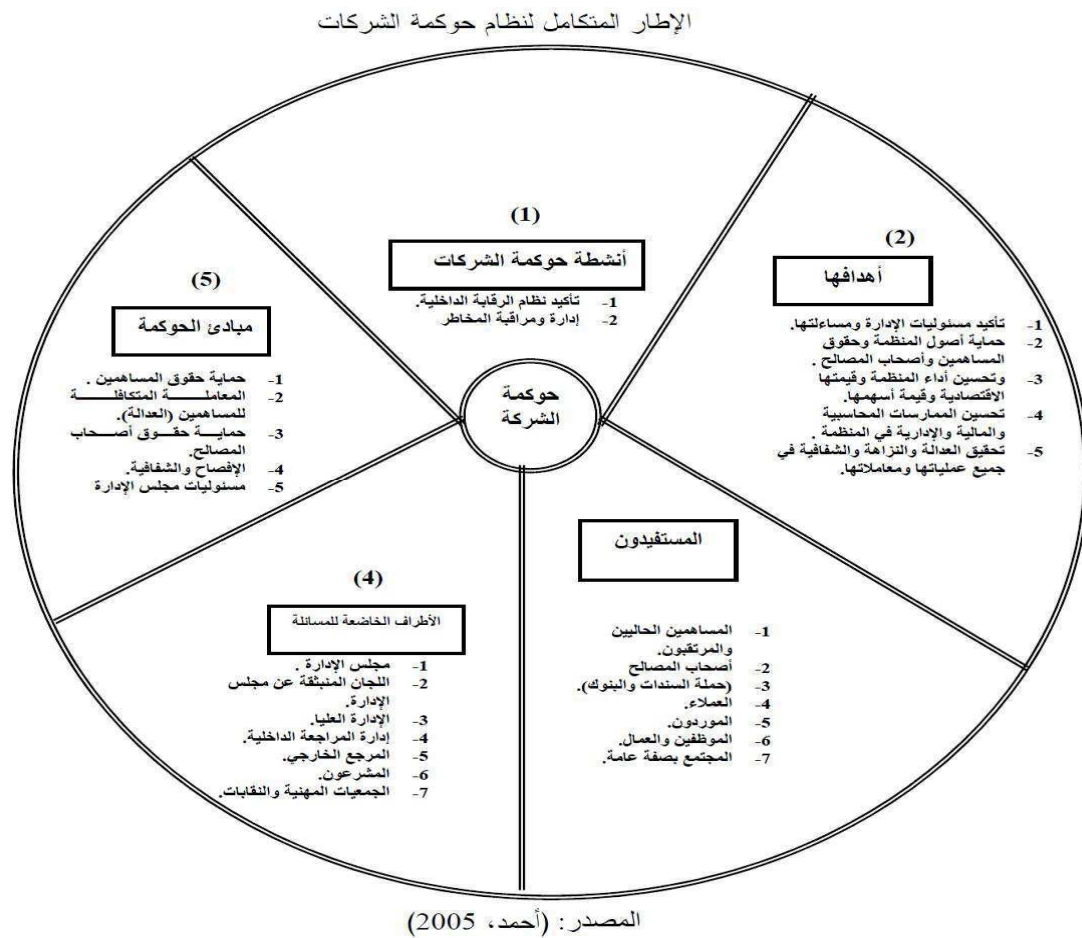 الإطار المتكامل لنظام حوكمة الشركات
(1)
أنشطة حوكمة الشركات
1- تأكيد نظام الرقابة الداخلية.
2- إدارة ومراقبة المخاطر
(2)
أهدافها
1- تأكيد مسئوليات الإدارة ومساءلتها.
2- حماية أصول المنظمة وحقوق
المساهمين وأصحاب المصالح .
3- وتحسين أداء المنظمة وقيمتها
الاقتصادية وقيمة أسهمها.
4- تحسين الممارسات المحاسبية
والمالية والإدارية في المنظمة .
5- تحقيق العدالة والنزاهة والشفافية في
جميع عملياتها ومعاملاتها.
حوكمة
الشركة
المستفيدون
1- المساهمين الحاليين
والمرتقبون.
2- أصحاب المصالح
3- (حملة السندات والبنوك).
4- العملاء.
5- الموردون.
6- الموظفين والعمال.
7- المجتمع بصفة عامة.
(4)
الأطراف الخاضعة للمسائلة
1- مجلس الإدارة .
2- اللجان المنبثقة عن مجلس
الإدارة.
3- الإدارة العليا.
4- إدارة المراجعة الداخلية.
5- المرجع الخارجي.
6- المشرعون.
7- الجمعيات المهنية والنقابات.
(5)
مبادئ الحوكمة
1- حماية حقوق المساهمين .
2- المعاملة المتكافلة
للمساهمين (العدالة).
3- حماية حقوق أصحاب
المصالح.
4- الإفصاح والشفافية.
5- مسئوليات مجلس الإدارة
المصدر: (أحمد، 2005)